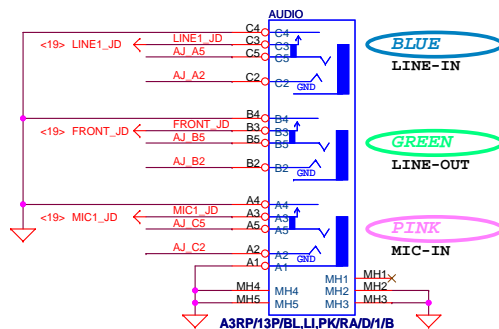 AUDIO
C4 C4
<19> LINE1_JD LINE1_JD C3 C3
AJ_A5 C5 C5
AJ_A2 C2 C2
GND
BLUE
LINE-IN
B4 B4
<19> FRONT_JD FRONT_JD B3 B3
AJ_B5 B5 B5
AJ_B2 B2 B2
GND
GREEN
LINE-OUT
A4 A4
<19> MIC1_JD MIC1_JD A3 A3
AJ_C5 A5 A5
AJ_C2 A2 A2
GND
A1 A1
PINK
MIC-IN
MH1 MH1
MH4 MH4 MH2 MH2
MH5 MH5 MH3 MH3
A3RP/13P/BL,LI,PK/RA/D/1/B